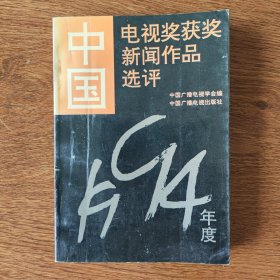 中国
电视奖获奖
新闻作品
选评
中国广播电视学会编
中国广播电视出版社
年度